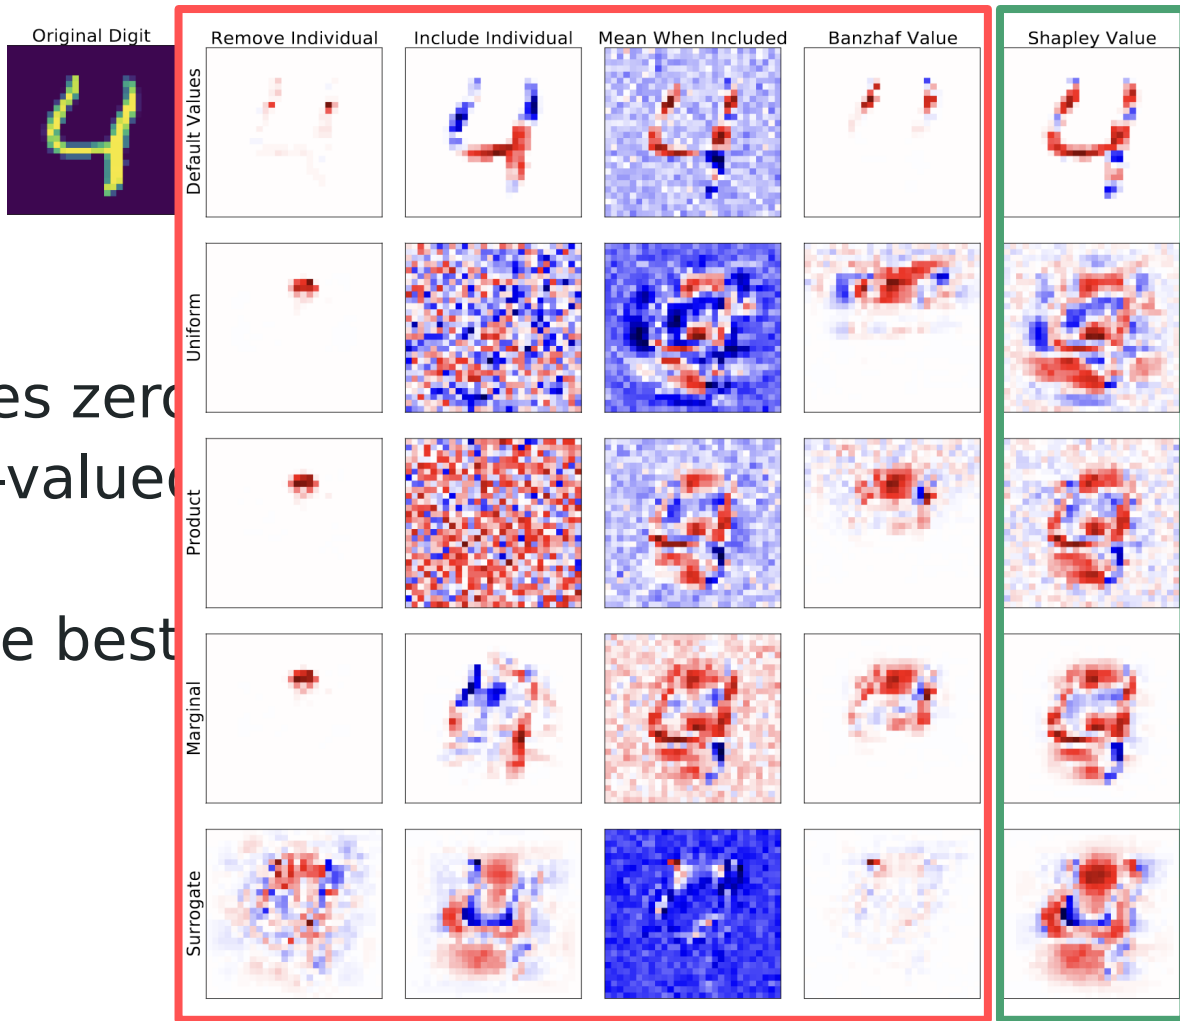 Original Digit
Remove Individual
Include Individual
Mean When Included
Banzhaf Value
Shapley Value
Default Values
Uniform
es zero
-valued
Product
e best
Marginal
Surrogate